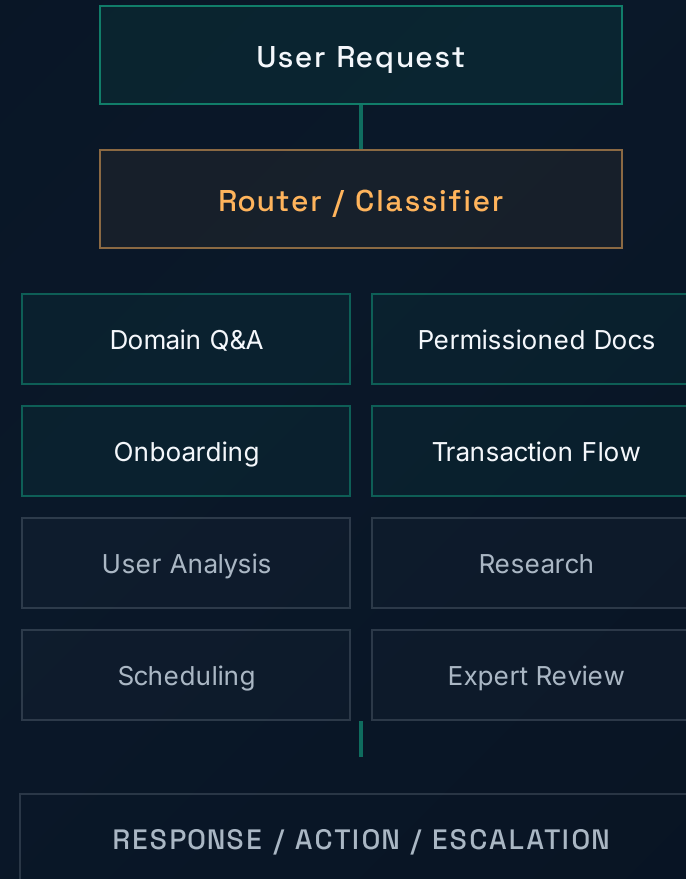 User Request
Router / Classifier
Domain Q&A
Permissioned Docs
Onboarding
Transaction Flow
User Analysis
Research
Scheduling
Expert Review
RESPONSE / ACTION / ESCALATION